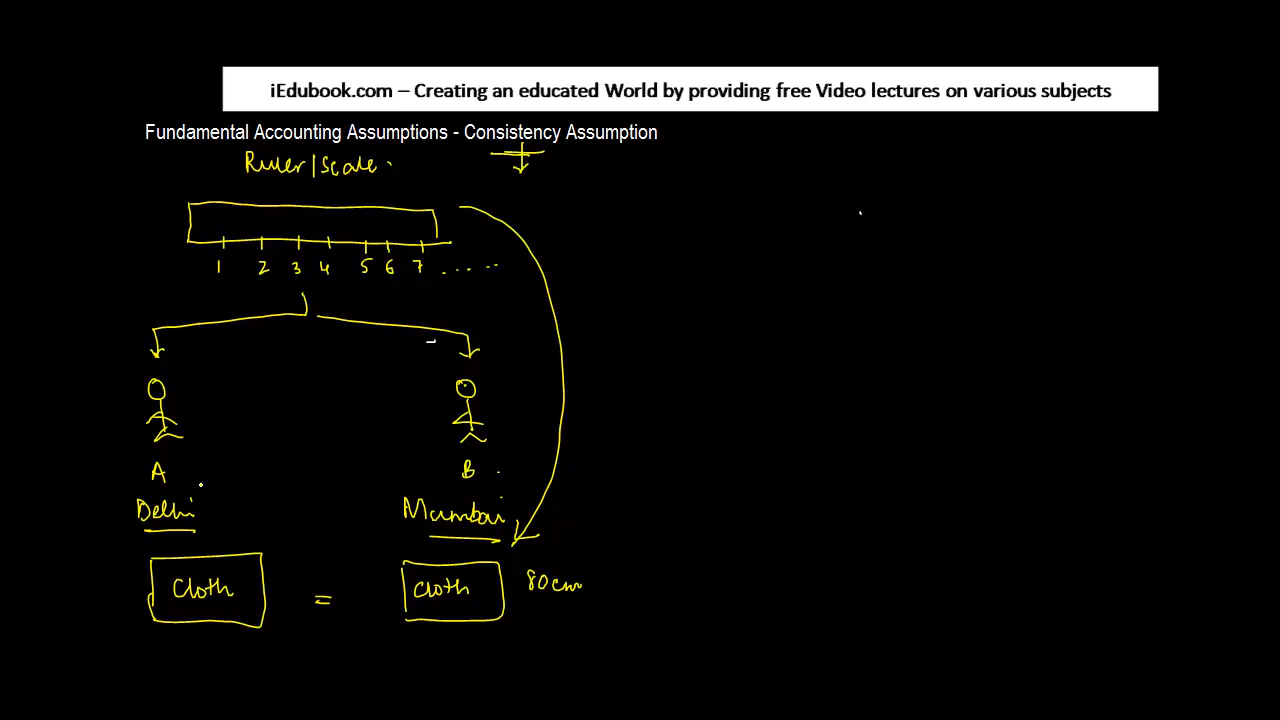 iEdubook.com – Creating an educated World by providing free Video lectures on various subjects
Fundamental Accounting Assumptions - Consistency Assumption
Ruler/Scale
1 2 3 4 5 6 7 ......
A B
Delhi Mumbai
Cloth = Cloth 80cm